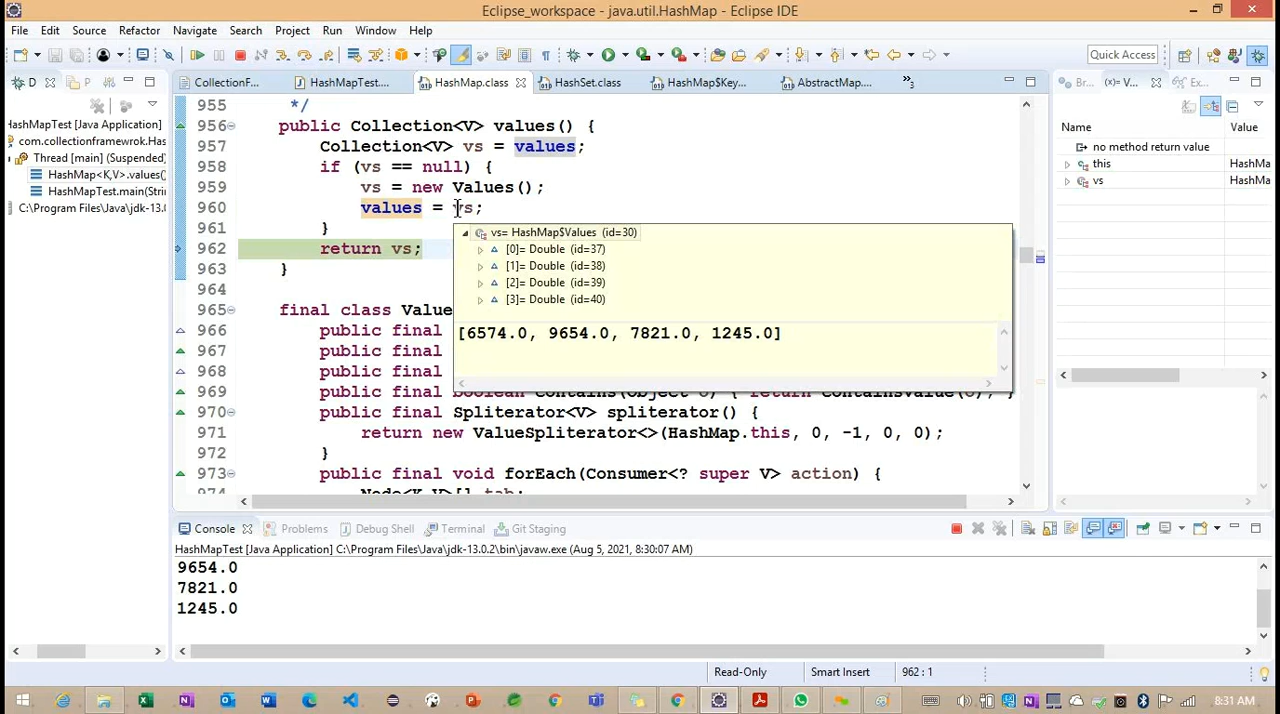 Eclipse_workspace - java.util.HashMap - Eclipse IDE
File Edit Source Refactor Navigate Search Project Run Window Help
Quick Access
D P
CollectionF... HashMapTest.... HashMap.class HashSet.class HashMap$Key... AbstractMap.... »3
Br... (x)= V... Ex...
HashMapTest [Java Application]
com.collectionframewrok.HashMa
Thread [main] (Suspended)
HashMap<K,V>.values()
HashMapTest.main(Strin
C:\Program Files\Java\jdk-13.0.
955 */
956 public Collection<V> values() {
957 Collection<V> vs = values;
958 if (vs == null) {
959 vs = new Values();
960 values = vs;
961 }
962 return vs;
963 }
964
965 final class Value
966 public final
967 public final
968 public final
969 public final boolean contains(Object o) { return containsValue(o); }
970 public final Spliterator<V> spliterator() {
971 return new ValueSpliterator<>(HashMap.this, 0, -1, 0, 0);
972 }
973 public final void forEach(Consumer<? super V> action) {
974 Node<K,V>[] tab;
vs= HashMap$Values (id=30)
[0]= Double (id=37)
[1]= Double (id=38)
[2]= Double (id=39)
[3]= Double (id=40)
[6574.0, 9654.0, 7821.0, 1245.0]
Name Value
no method return value
this HashMa
vs HashMa
Console Problems Debug Shell Terminal Git Staging
HashMapTest [Java Application] C:\Program Files\Java\jdk-13.0.2\bin\javaw.exe (Aug 5, 2021, 8:30:07 AM)
9654.0
7821.0
1245.0
Read-Only Smart Insert 962 : 1
8:31 AM